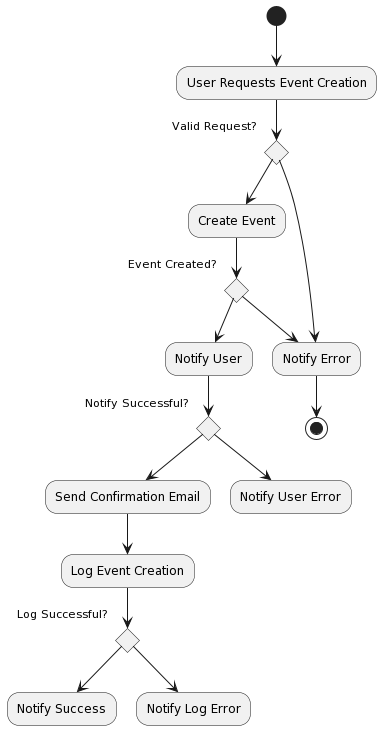 User Requests Event Creation
Valid Request?
Create Event
Event Created?
Notify User
Notify Error
Notify Successful?
Send Confirmation Email
Notify User Error
Log Event Creation
Log Successful?
Notify Success
Notify Log Error